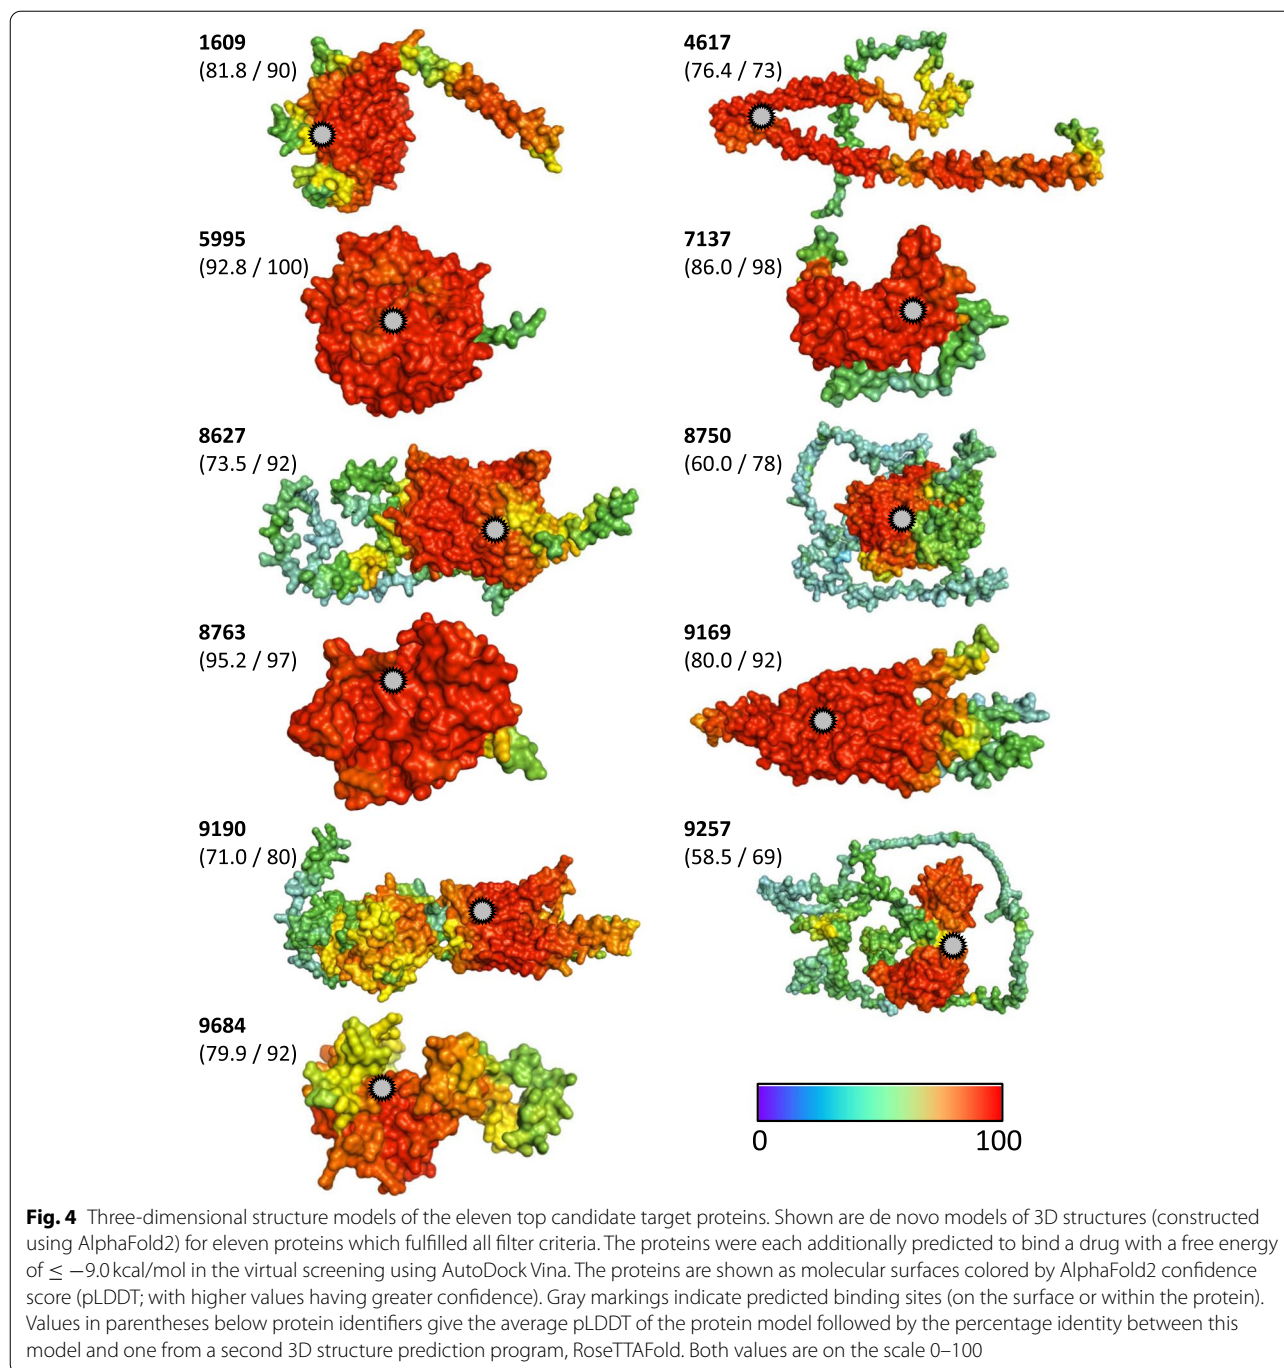 1609
(81.8 / 90)
4617
(76.4 / 73)
5995
(92.8 / 100)
7137
(86.0 / 98)
8627
(73.5 / 92)
8750
(60.0 / 78)
8763
(95.2 / 97)
9169
(80.0 / 92)
9190
(71.0 / 80)
9257
(58.5 / 69)
9684
(79.9 / 92)
0 100
Fig. 4 Three-dimensional structure models of the eleven top candidate target proteins. Shown are de novo models of 3D structures (constructed
using AlphaFold2) for eleven proteins which fulfilled all filter criteria. The proteins were each additionally predicted to bind a drug with a free energy
of ≤ −9.0 kcal/mol in the virtual screening using AutoDock Vina. The proteins are shown as molecular surfaces colored by AlphaFold2 confidence
score (pLDDT; with higher values having greater confidence). Gray markings indicate predicted binding sites (on the surface or within the protein).
Values in parentheses below protein identifiers give the average pLDDT of the protein model followed by the percentage identity between this
model and one from a second 3D structure prediction program, RoseTTAFold. Both values are on the scale 0–100